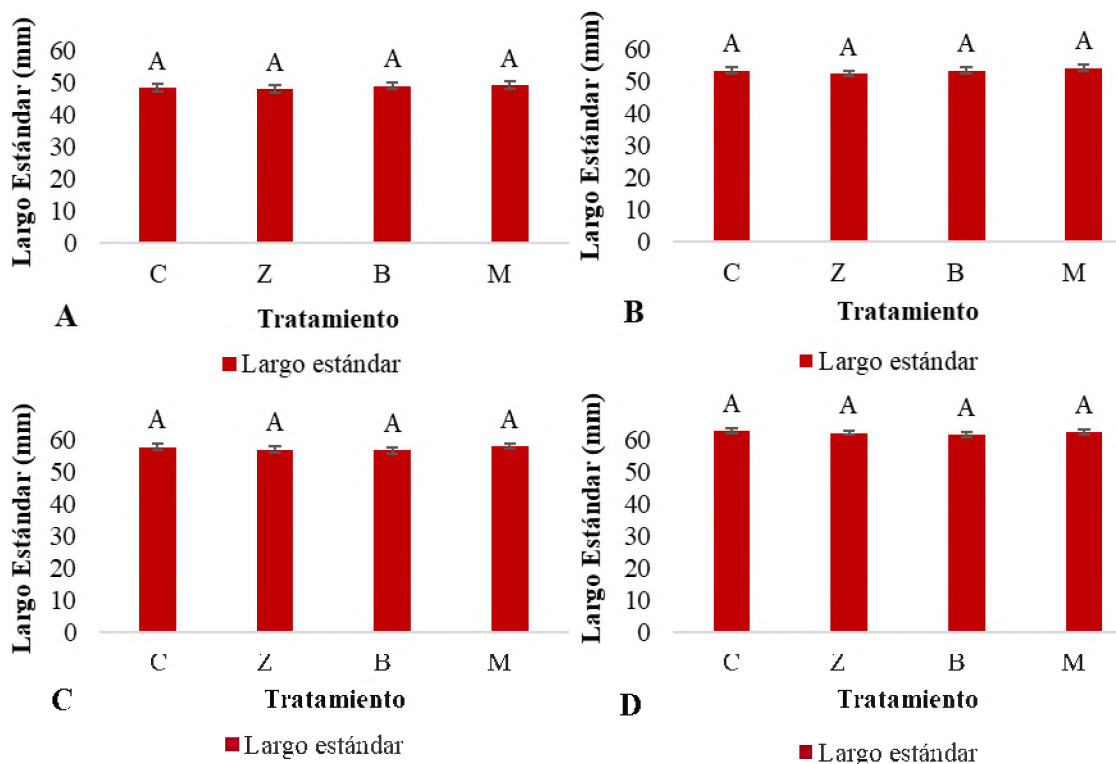 Largo Estándar (mm)
60
50
40
30
20
10
0
A A A A
C Z B M
Tratamiento
A
Largo estándar
Largo Estándar (mm)
60
50
40
30
20
10
0
A A A A
C Z B M
Tratamiento
B
Largo estándar
Largo Estándar (mm)
60
50
40
30
20
10
0
A A A A
C Z B M
Tratamiento
C
Largo estándar
Largo Estándar (mm)
60
50
40
30
20
10
0
A A A A
C Z B M
Tratamiento
D
Largo estándar